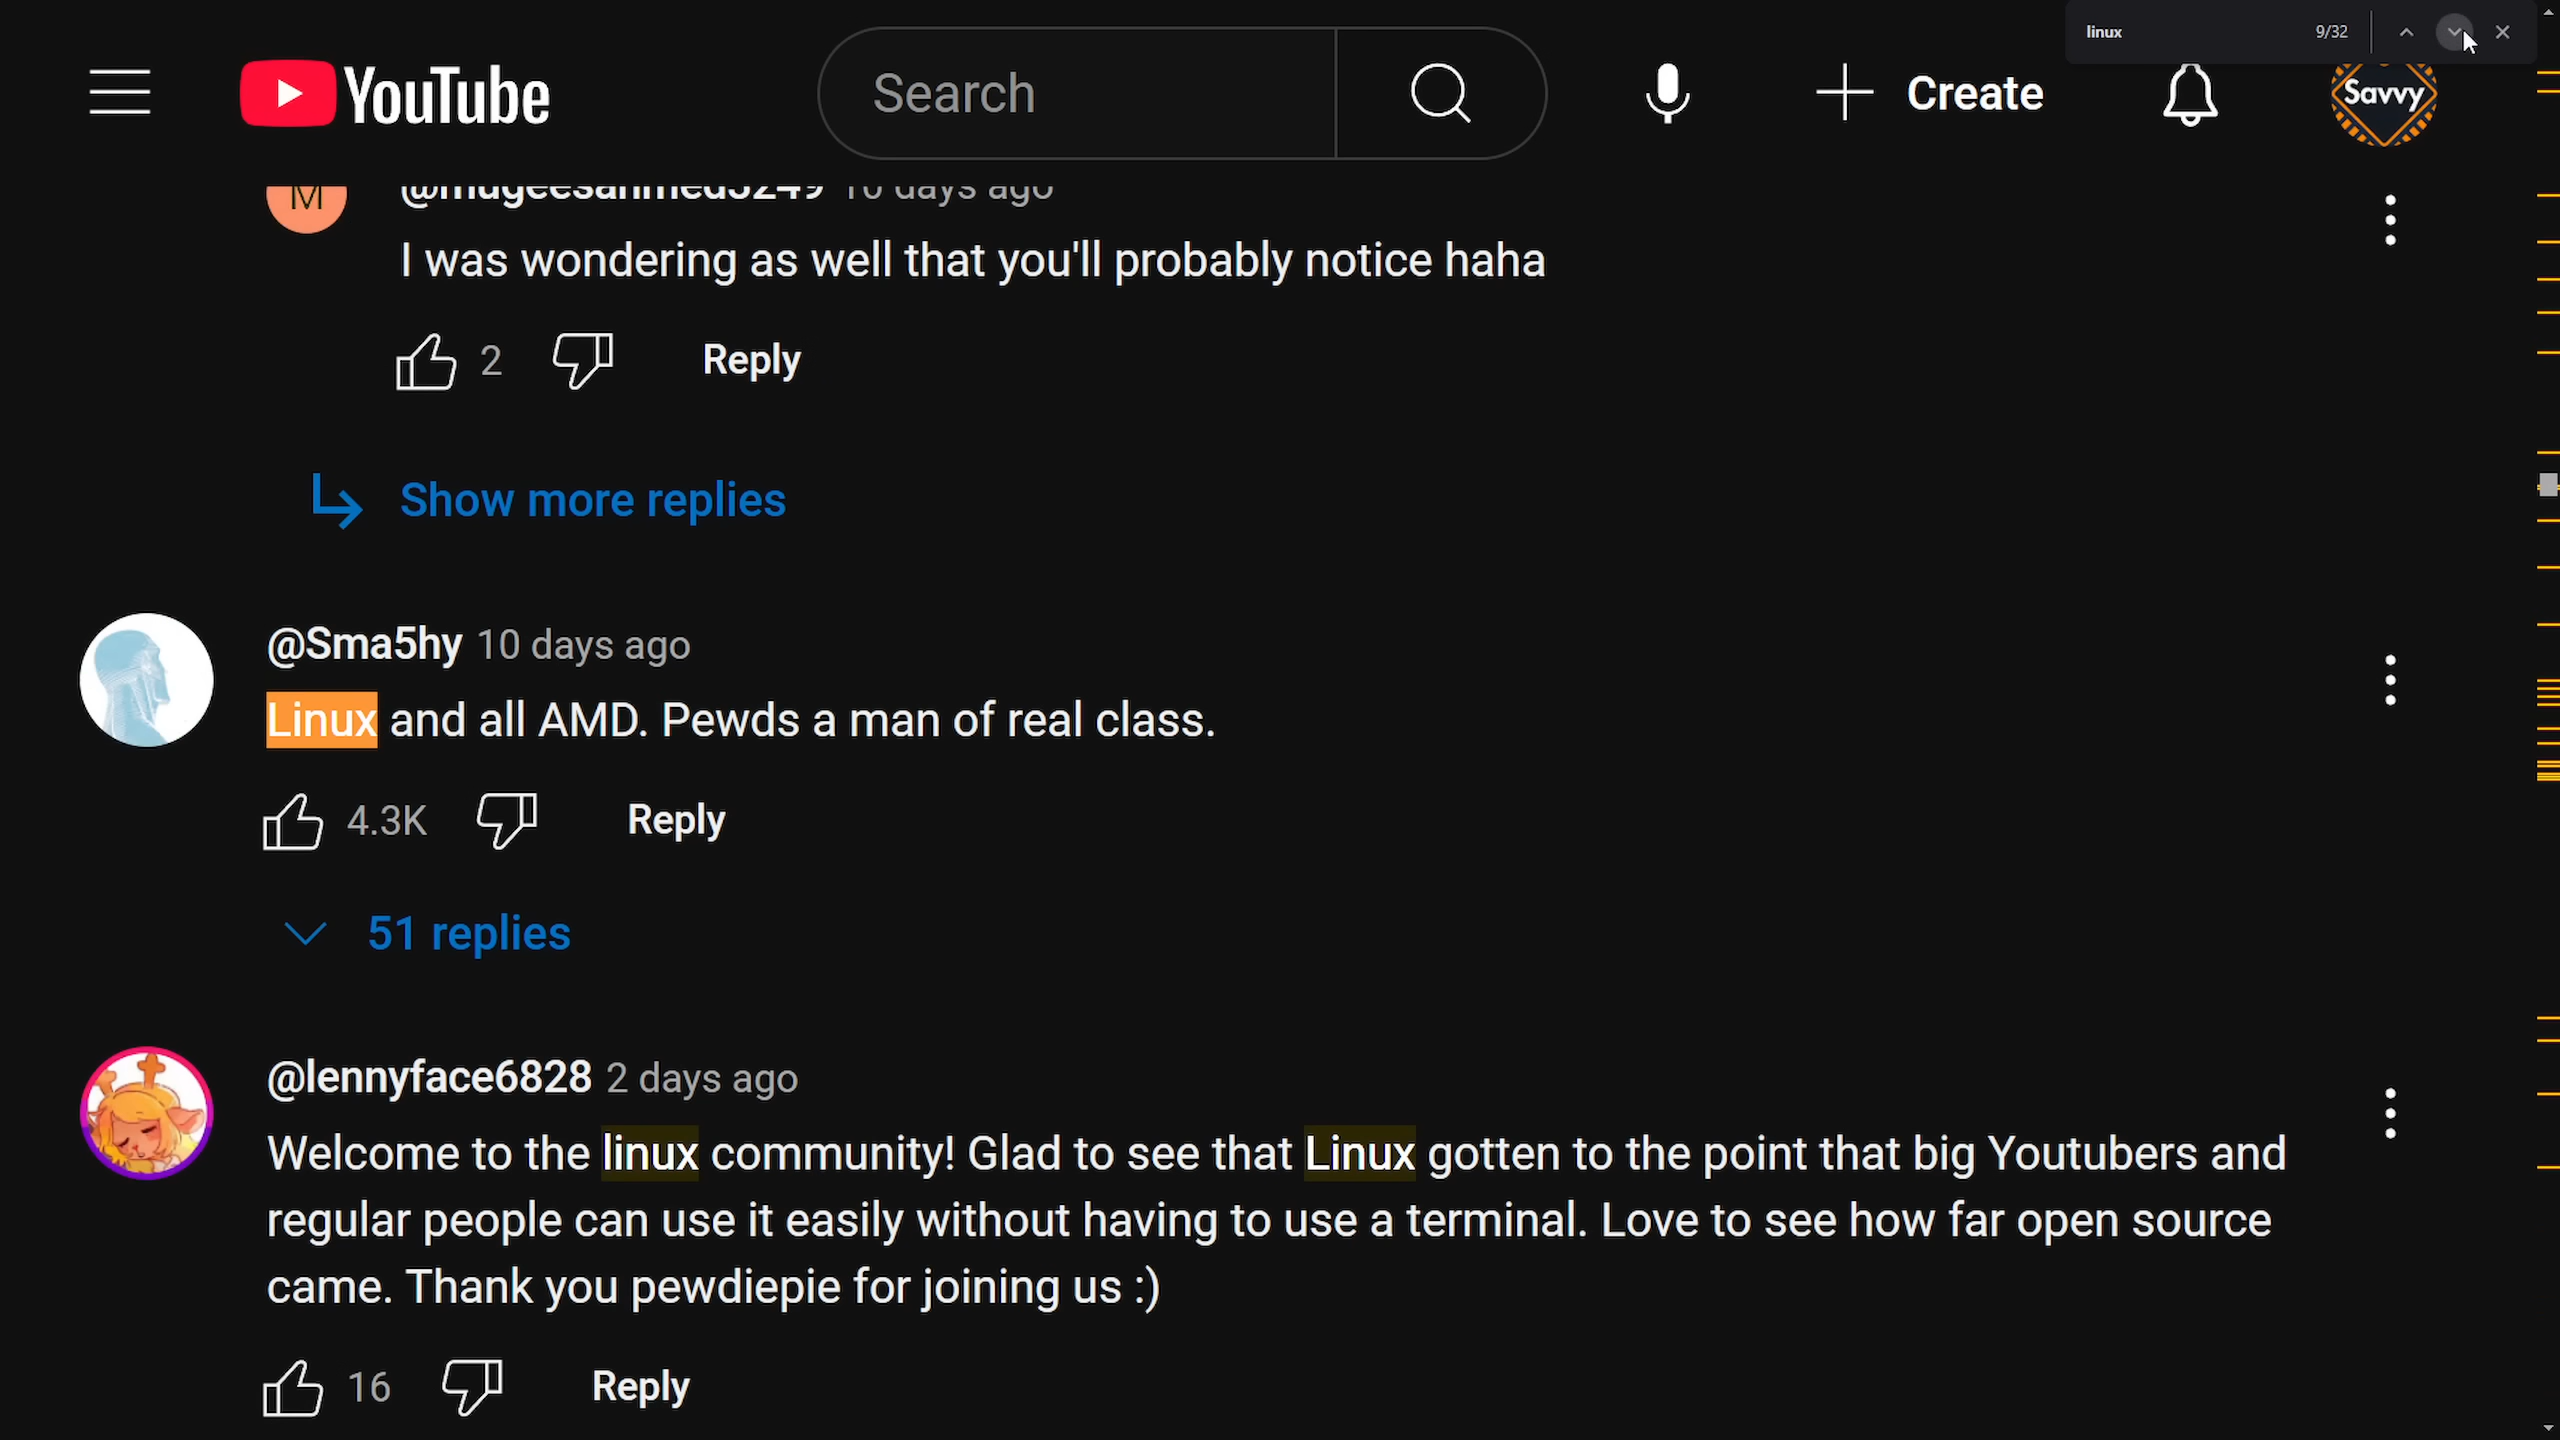 linux 9/32
YouTube Search Create Savvy
M 10 days ago
I was wondering as well that you'll probably notice haha
2 Reply
Show more replies
@Sma5hy 10 days ago
Linux and all AMD. Pewds a man of real class.
4.3K Reply
51 replies
@lennyface6828 2 days ago
Welcome to the linux community! Glad to see that Linux gotten to the point that big Youtubers and
regular people can use it easily without having to use a terminal. Love to see how far open source
came. Thank you pewdiepie for joining us :)
16 Reply